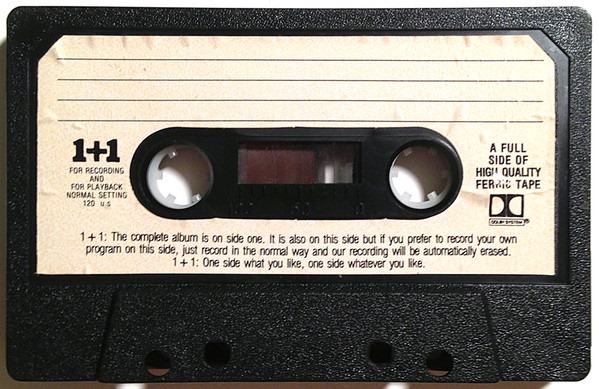 1+1
FOR RECORDING
AND
FOR PLAYBACK
NORMAL SETTING
120 u.s
A FULL
SIDE OF
HIGH QUALITY
FERRIC TAPE
DOLBY SYSTEM®
1 + 1: The complete album is on side one. It is also on this side but if you prefer to record your own
program on this side, just record in the normal way and our recording will be automatically erased.
1 + 1: One side what you like, one side whatever you like.